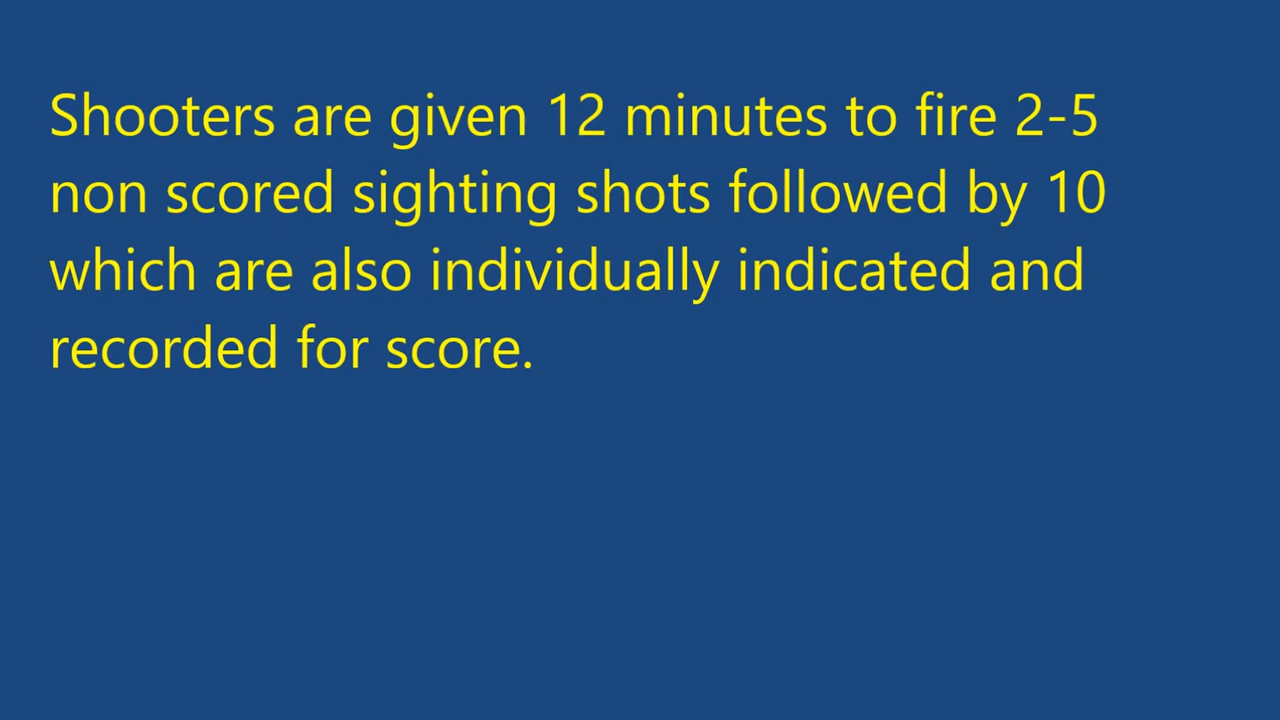 Shooters are given 12 minutes to fire 2-5
non scored sighting shots followed by 10
which are also individually indicated and
recorded for score.